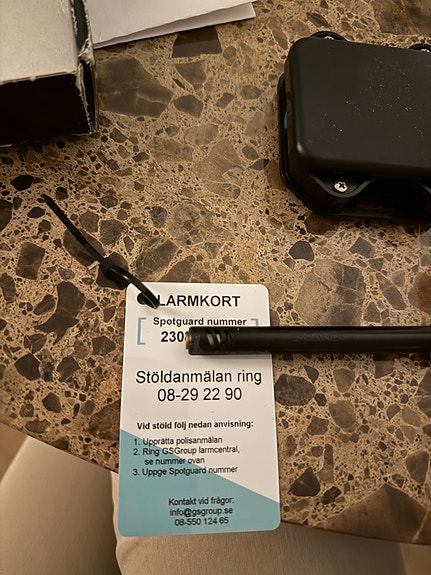 LARMKORT
Spotguard nummer
230
Stöldanmälan ring
08-29 22 90
Vid stöld följ nedan anvisning:
1. Upprätta polisanmälan
2. Ring GSGroup larmcentral,
se nummer ovan
3. Uppge Spotguard nummer
Kontakt vid frågor:
info@gsgroup.se
08-550 124 65